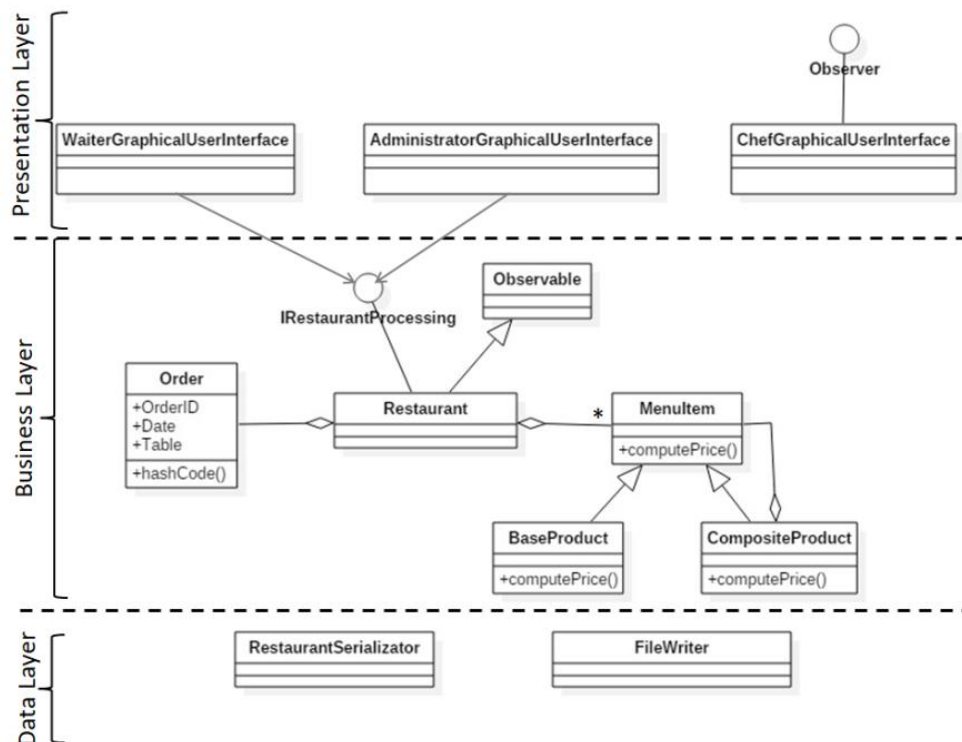 Presentation Layer
Observer
WaiterGraphicalUserInterface
AdministratorGraphicalUserInterface
ChefGraphicalUserInterface
Business Layer
Observable
IRestaurantProcessing
Order
+OrderID
+Date
+Table
+hashCode()
Restaurant
*
MenuItem
+computePrice()
BaseProduct
+computePrice()
CompositeProduct
+computePrice()
Data Layer
RestaurantSerializator
FileWriter